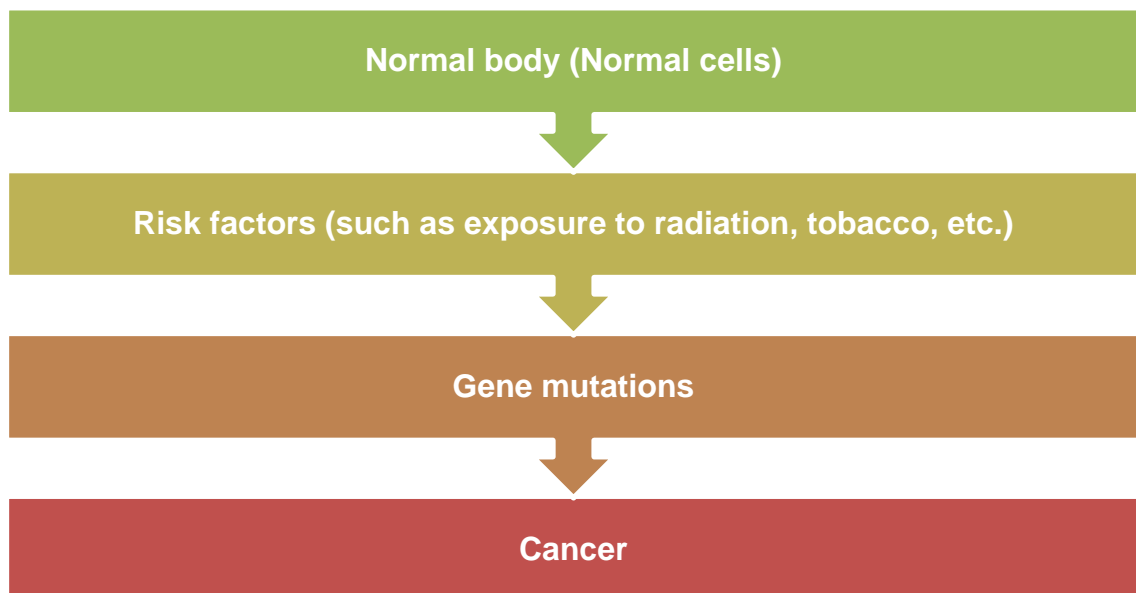 Normal body (Normal cells)
Risk factors (such as exposure to radiation, tobacco, etc.)
Gene mutations
Cancer